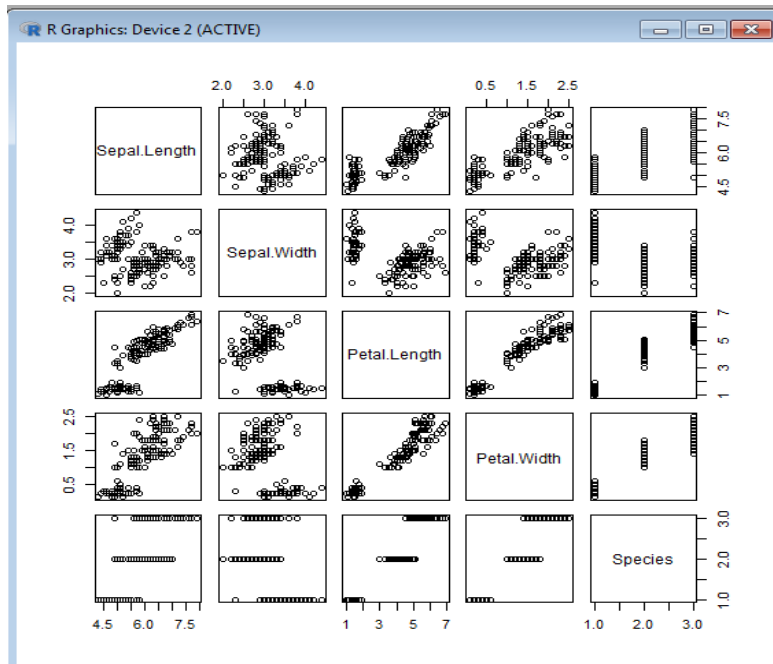 R Graphics: Device 2 (ACTIVE)
2.0 3.0 4.0
0.5 1.5 2.5
Sepal.Length
4.5 6.0 7.5
2.0 3.0 4.0
Sepal.Width
Petal.Length
1 3 5 7
0.5 1.5 2.5
Petal.Width
Species
1.0 2.0 3.0
4.5 6.0 7.5
1 3 5 7
1.0 2.0 3.0